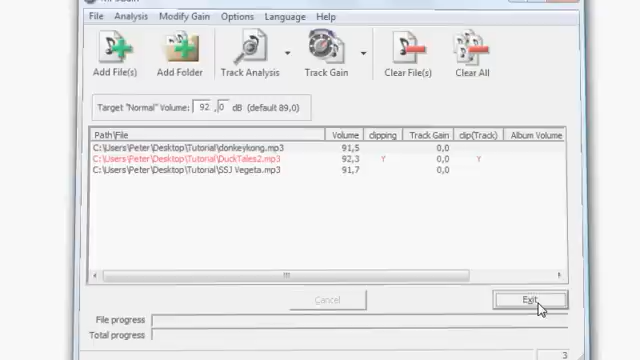 File Analysis Modify Gain Options Language Help
Add File(s) Add Folder Track Analysis Track Gain Clear File(s) Clear All
Target "Normal" Volume: 92 ,0 dB (default 89,0)
Path\File Volume clipping Track Gain clip(Track) Album Volume
C:\Users\Peter\Desktop\Tutorial\donkeykong.mp3 91,5 0,0
C:\Users\Peter\Desktop\Tutorial\DuckTales2.mp3 92,3 Y 0,0 Y
C:\Users\Peter\Desktop\Tutorial\SSJ Vegeta.mp3 91,7 0,0
Cancel Exit
File progress
Total progress
3